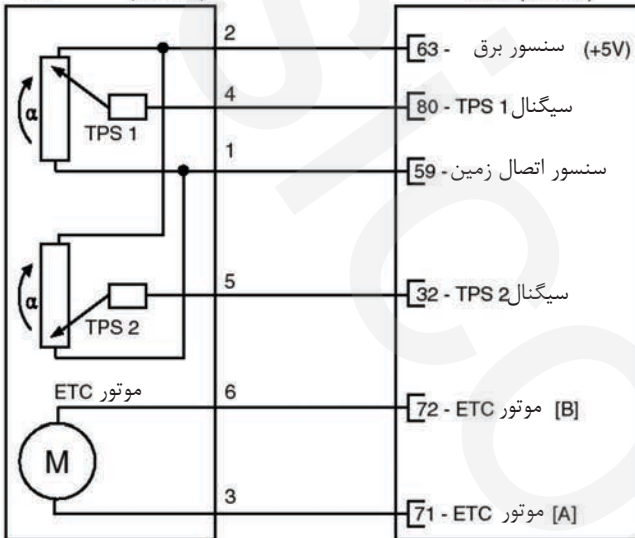 2
63 - سنسور برق (+5V)
4
80 - TPS 1 سیگنال
α
TPS 1
1
59 - سنسور اتصال زمین
5
32 - TPS 2 سیگنال
α
TPS 2
موتور ETC
6
72 - ETC موتور [B]
M
3
71 - ETC موتور [A]